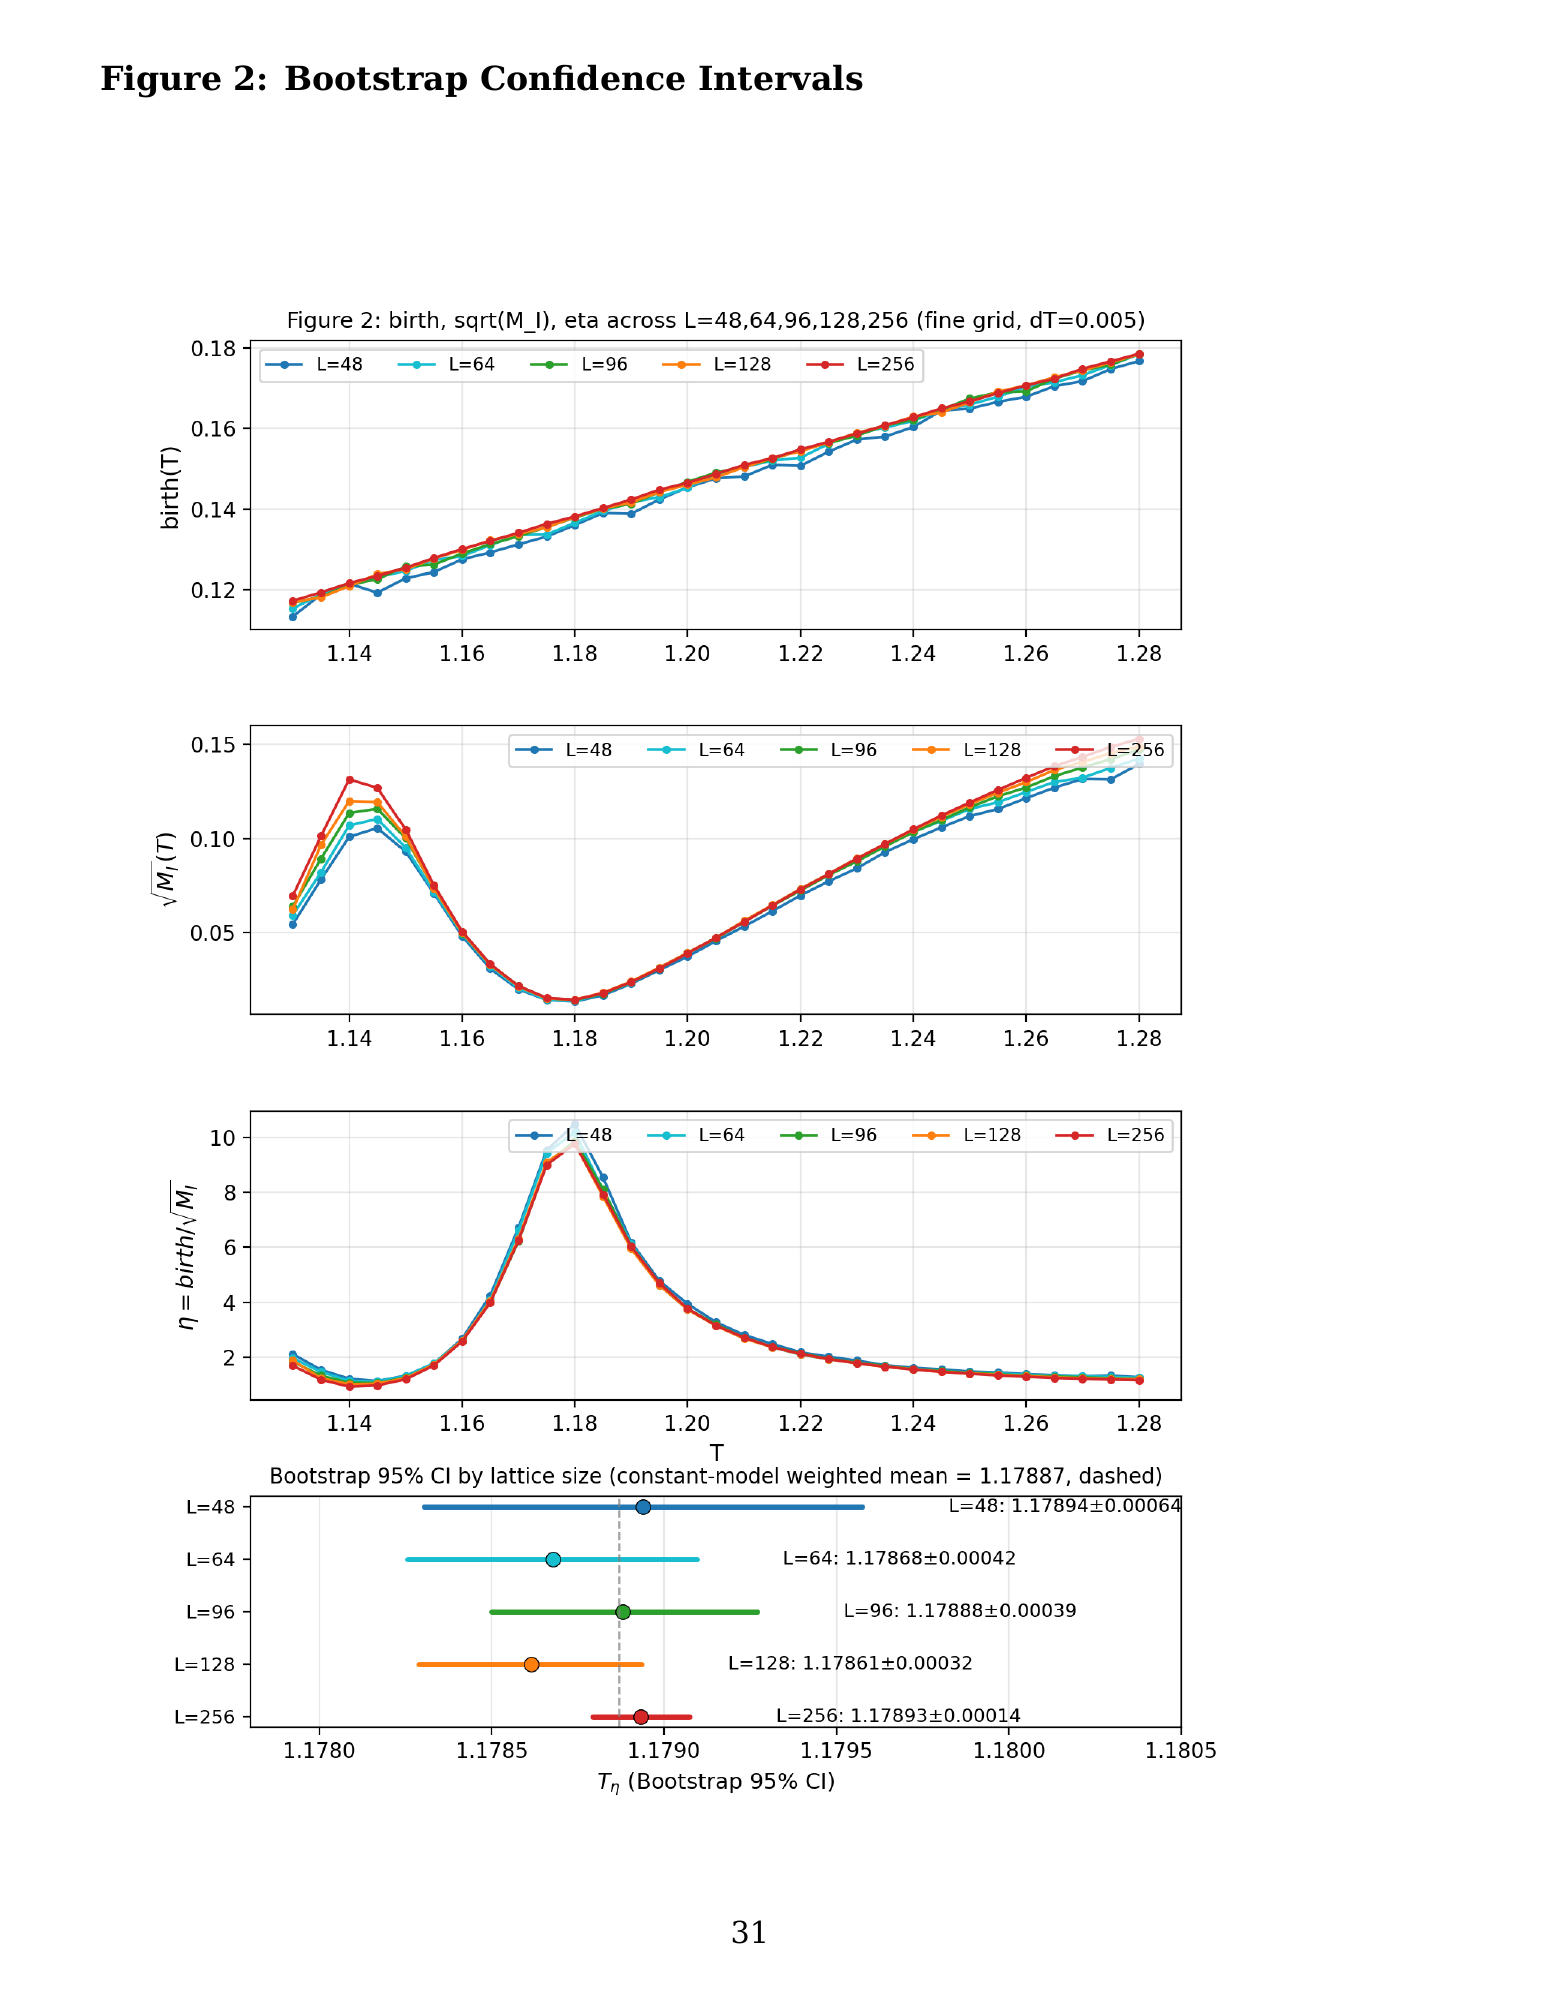 Figure 2: Bootstrap Confidence Intervals
Figure 2: birth, sqrt(M_I), eta across L=48,64,96,128,256 (fine grid, dT=0.005)
birth(T)
0.18
0.16
0.14
0.12
L=48 L=64 L=96 L=128 L=256
1.14 1.16 1.18 1.20 1.22 1.24 1.26 1.28
√M_I(T)
0.15
0.10
0.05
L=48 L=64 L=96 L=128 L=256
1.14 1.16 1.18 1.20 1.22 1.24 1.26 1.28
η = birth/√M_I
10
8
6
4
2
L=48 L=64 L=96 L=128 L=256
1.14 1.16 1.18 1.20 1.22 1.24 1.26 1.28
T
Bootstrap 95% CI by lattice size (constant-model weighted mean = 1.17887, dashed)
L=48 L=48: 1.17894±0.00064
L=64 L=64: 1.17868±0.00042
L=96 L=96: 1.17888±0.00039
L=128 L=128: 1.17861±0.00032
L=256 L=256: 1.17893±0.00014
1.1780 1.1785 1.1790 1.1795 1.1800 1.1805
T_η (Bootstrap 95% CI)
31